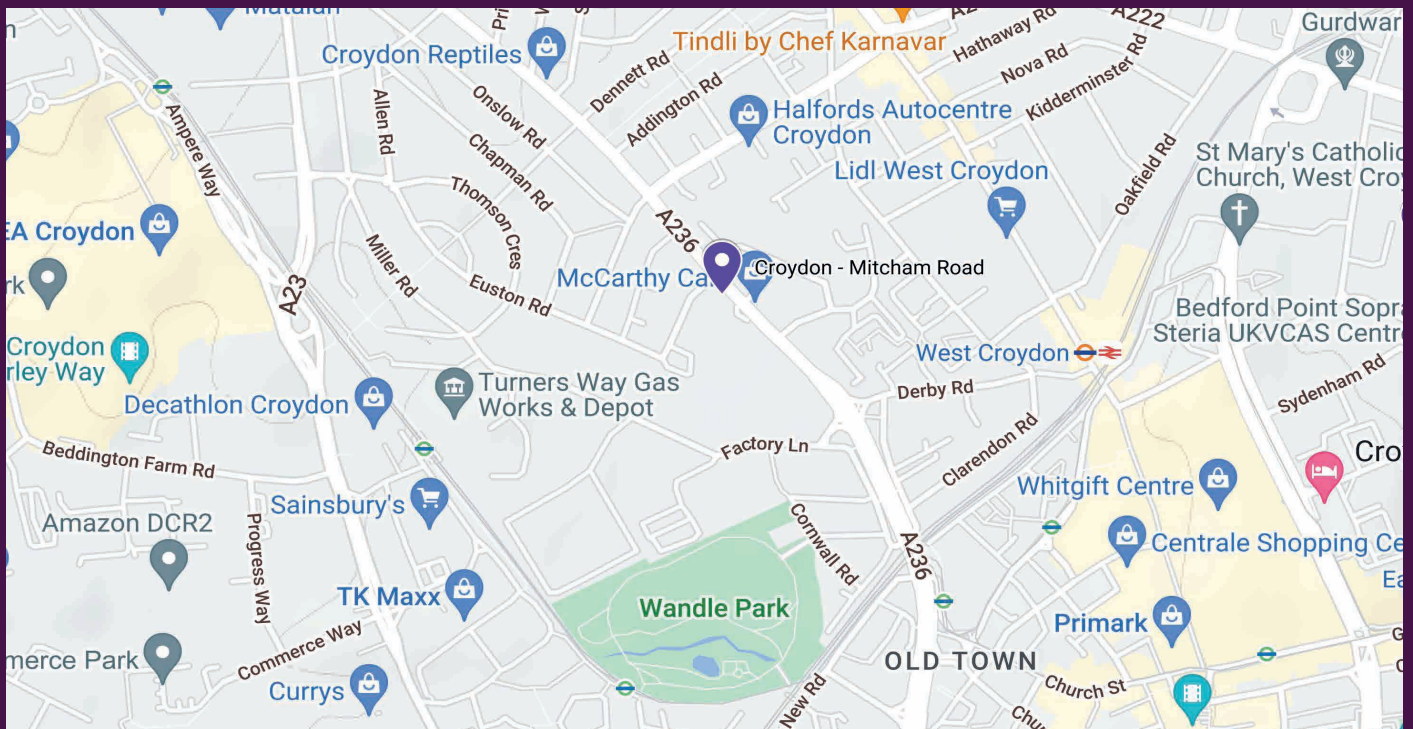 Matalan
Croydon Reptiles
Tindli by Chef Karnavar
A222
Hathaway Rd
Nova Rd
Kidderminster Rd
Gurdwar
Dennett Rd
Addington Rd
Onslow Rd
Allen Rd
Ampere Way
Chapman Rd
Halfords Autocentre
Croydon
Lidl West Croydon
Oakfield Rd
St Mary's Catholic
Church, West Croy
Thomson Cres
A236
EA Croydon
Miller Rd
rk
A23
Euston Rd
McCarthy Ca
Croydon - Mitcham Road
Bedford Point Sopra
Steria UKVCAS Centre
Croydon
rley Way
West Croydon
Derby Rd
Sydenham Rd
Decathlon Croydon
Turners Way Gas
Works & Depot
Factory Ln
Clarendon Rd
Cro
Beddington Farm Rd
Whitgift Centre
Sainsbury's
Amazon DCR2
Progress Way
Cornwall Rd
A236
Centrale Shopping Ce
Ea
TK Maxx
Wandle Park
Primark
Commerce Way
merce Park
OLD TOWN
Currys
Church St
New Rd